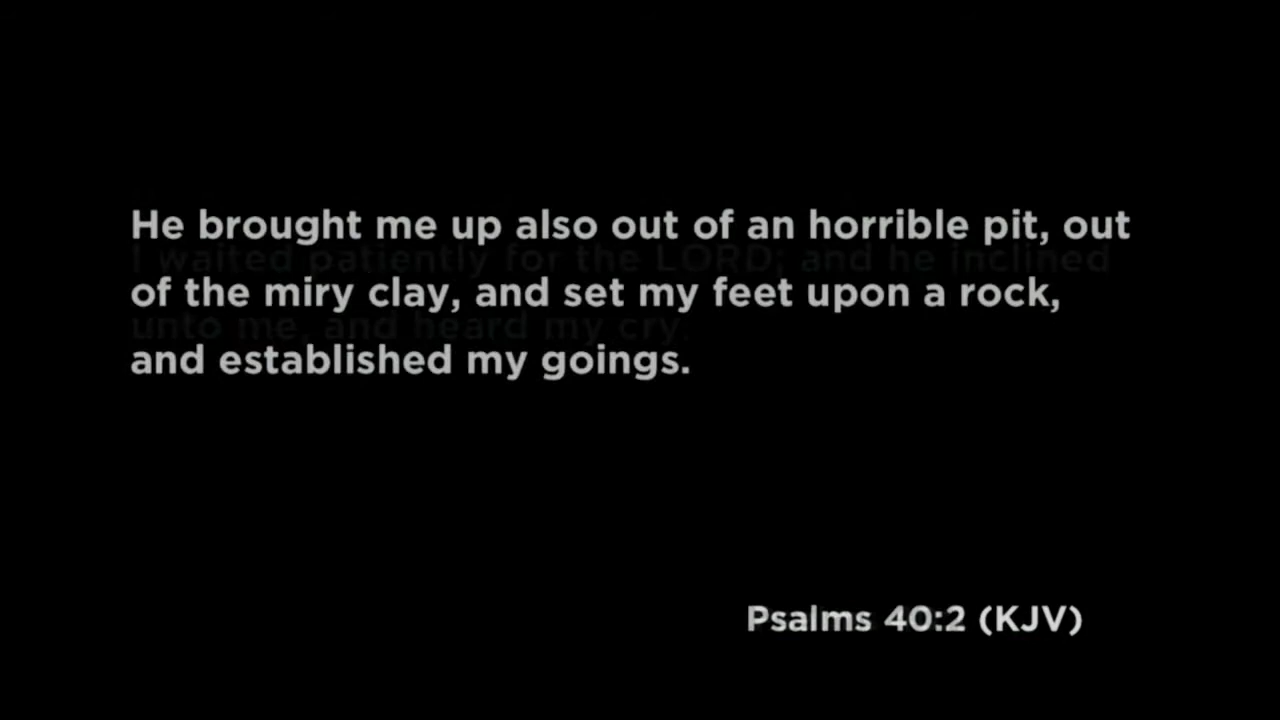 He brought me up also out of an horrible pit, out
I waited patiently for the LORD; and he inclined
of the miry clay, and set my feet upon a rock,
unto me, and heard my cry.
and established my goings.
Psalms 40:2 (KJV)